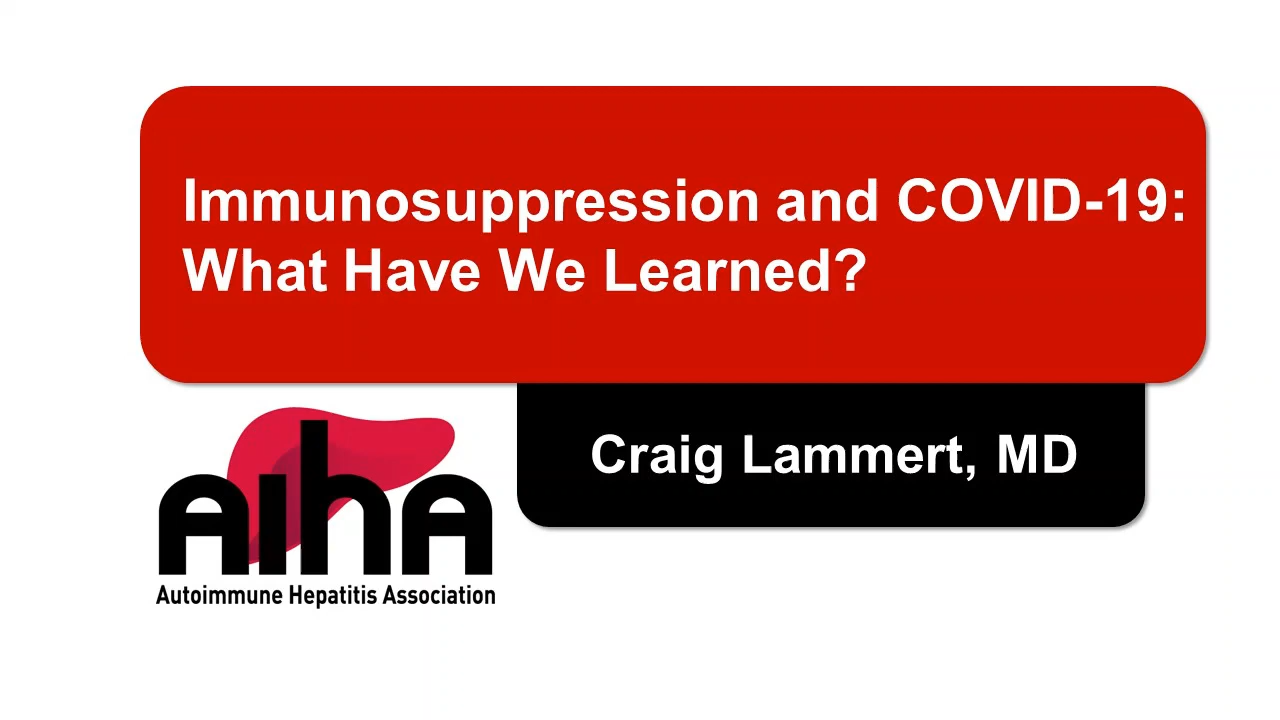 Immunosuppression and COVID-19:
What Have We Learned?
Craig Lammert, MD
AihA
Autoimmune Hepatitis Association